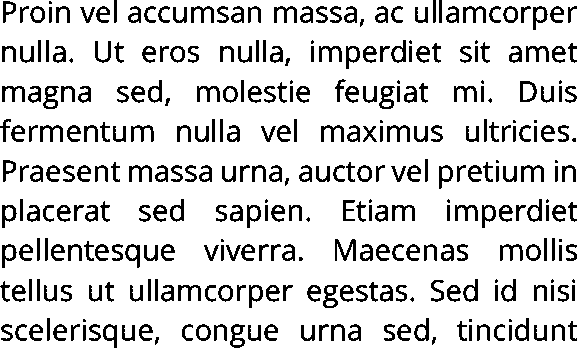 Proin vel accumsan massa, ac ullamcorper
nulla. Ut eros nulla, imperdiet sit amet
magna sed, molestie feugiat mi. Duis
fermentum nulla vel maximus ultricies.
Praesent massa urna, auctor vel pretium in
placerat sed sapien. Etiam imperdiet
pellentesque viverra. Maecenas mollis
tellus ut ullamcorper egestas. Sed id nisi
scelerisque, congue urna sed, tincidunt